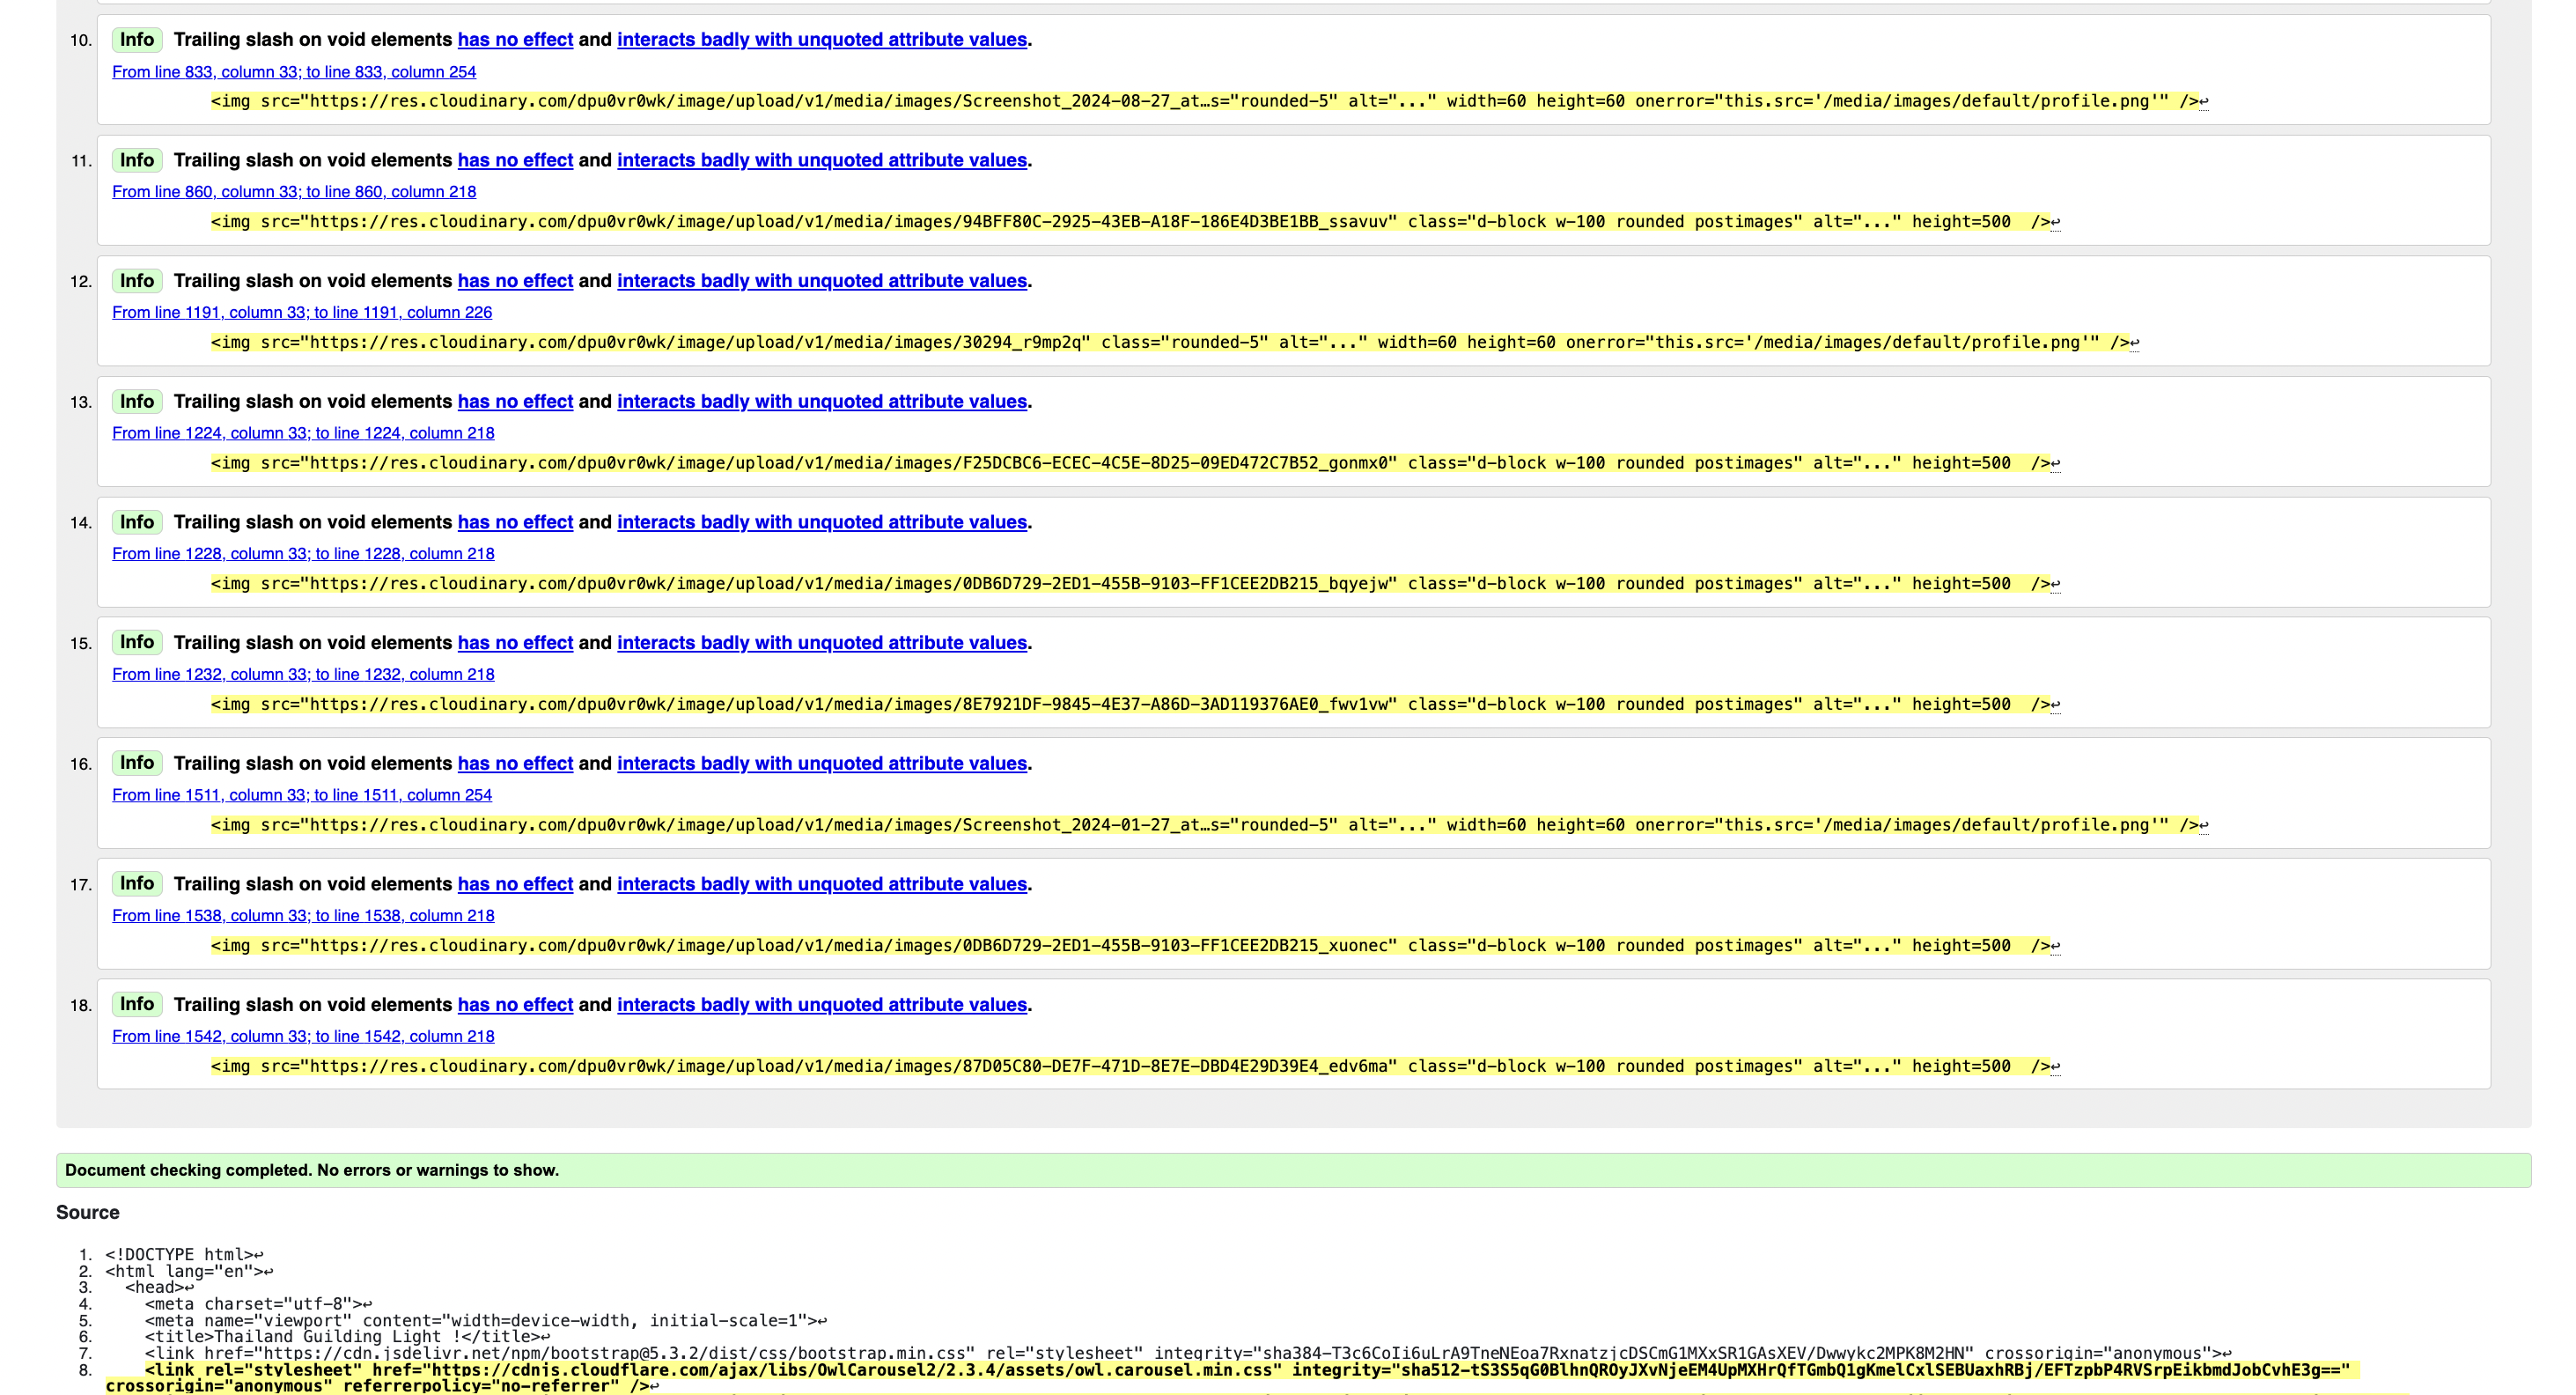 10. Info Trailing slash on void elements has no effect and interacts badly with unquoted attribute values.
From line 833, column 33; to line 833, column 254
<img src="https://res.cloudinary.com/dpu0vr0wk/image/upload/v1/media/images/Screenshot_2024-08-27_at…s="rounded-5" alt="..." width=60 height=60 onerror="this.src='/media/images/default/profile.png'" />↩
11. Info Trailing slash on void elements has no effect and interacts badly with unquoted attribute values.
From line 860, column 33; to line 860, column 218
<img src="https://res.cloudinary.com/dpu0vr0wk/image/upload/v1/media/images/94BFF80C-2925-43EB-A18F-186E4D3BE1BB_ssavuv" class="d-block w-100 rounded postimages" alt="..." height=500  />↩
12. Info Trailing slash on void elements has no effect and interacts badly with unquoted attribute values.
From line 1191, column 33; to line 1191, column 226
<img src="https://res.cloudinary.com/dpu0vr0wk/image/upload/v1/media/images/30294_r9mp2q" class="rounded-5" alt="..." width=60 height=60 onerror="this.src='/media/images/default/profile.png'" />↩
13. Info Trailing slash on void elements has no effect and interacts badly with unquoted attribute values.
From line 1224, column 33; to line 1224, column 218
<img src="https://res.cloudinary.com/dpu0vr0wk/image/upload/v1/media/images/F25DCBC6-ECEC-4C5E-8D25-09ED472C7B52_gonmx0" class="d-block w-100 rounded postimages" alt="..." height=500  />↩
14. Info Trailing slash on void elements has no effect and interacts badly with unquoted attribute values.
From line 1228, column 33; to line 1228, column 218
<img src="https://res.cloudinary.com/dpu0vr0wk/image/upload/v1/media/images/0DB6D729-2ED1-455B-9103-FF1CEE2DB215_bqyejw" class="d-block w-100 rounded postimages" alt="..." height=500  />↩
15. Info Trailing slash on void elements has no effect and interacts badly with unquoted attribute values.
From line 1232, column 33; to line 1232, column 218
<img src="https://res.cloudinary.com/dpu0vr0wk/image/upload/v1/media/images/8E7921DF-9845-4E37-A86D-3AD119376AE0_fwv1vw" class="d-block w-100 rounded postimages" alt="..." height=500  />↩
16. Info Trailing slash on void elements has no effect and interacts badly with unquoted attribute values.
From line 1511, column 33; to line 1511, column 254
<img src="https://res.cloudinary.com/dpu0vr0wk/image/upload/v1/media/images/Screenshot_2024-01-27_at…s="rounded-5" alt="..." width=60 height=60 onerror="this.src='/media/images/default/profile.png'" />↩
17. Info Trailing slash on void elements has no effect and interacts badly with unquoted attribute values.
From line 1538, column 33; to line 1538, column 218
<img src="https://res.cloudinary.com/dpu0vr0wk/image/upload/v1/media/images/0DB6D729-2ED1-455B-9103-FF1CEE2DB215_xuonec" class="d-block w-100 rounded postimages" alt="..." height=500  />↩
18. Info Trailing slash on void elements has no effect and interacts badly with unquoted attribute values.
From line 1542, column 33; to line 1542, column 218
<img src="https://res.cloudinary.com/dpu0vr0wk/image/upload/v1/media/images/87D05C80-DE7F-471D-8E7E-DBD4E29D39E4_edv6ma" class="d-block w-100 rounded postimages" alt="..." height=500  />↩
Document checking completed. No errors or warnings to show.
Source
1. <!DOCTYPE html>↩
2. <html lang="en">↩
3. <head>↩
4. <meta charset="utf-8">↩
5. <meta name="viewport" content="width=device-width, initial-scale=1">↩
6. <title>Thailand Guilding Light !</title>↩
7. <link href="https://cdn.jsdelivr.net/npm/bootstrap@5.3.2/dist/css/bootstrap.min.css" rel="stylesheet" integrity="sha384-T3c6CoIi6uLrA9TneNEoa7RxnatzjcDSCmG1MXxSR1GAsXEV/Dwwykc2MPK8M2HN" crossorigin="anonymous">↩
8. <link rel="stylesheet" href="https://cdnjs.cloudflare.com/ajax/libs/OwlCarousel2/2.3.4/assets/owl.carousel.min.css" integrity="sha512-tS3S5qG0BlhnQROyJXvNjeEM4UpMXHrQfTGmbQ1gKmelCxlSEBUaxhRBj/EFTzpbP4RVSrpEikbmdJobCvhE3g=="
crossorigin="anonymous" referrerpolicy="no-referrer" />↩